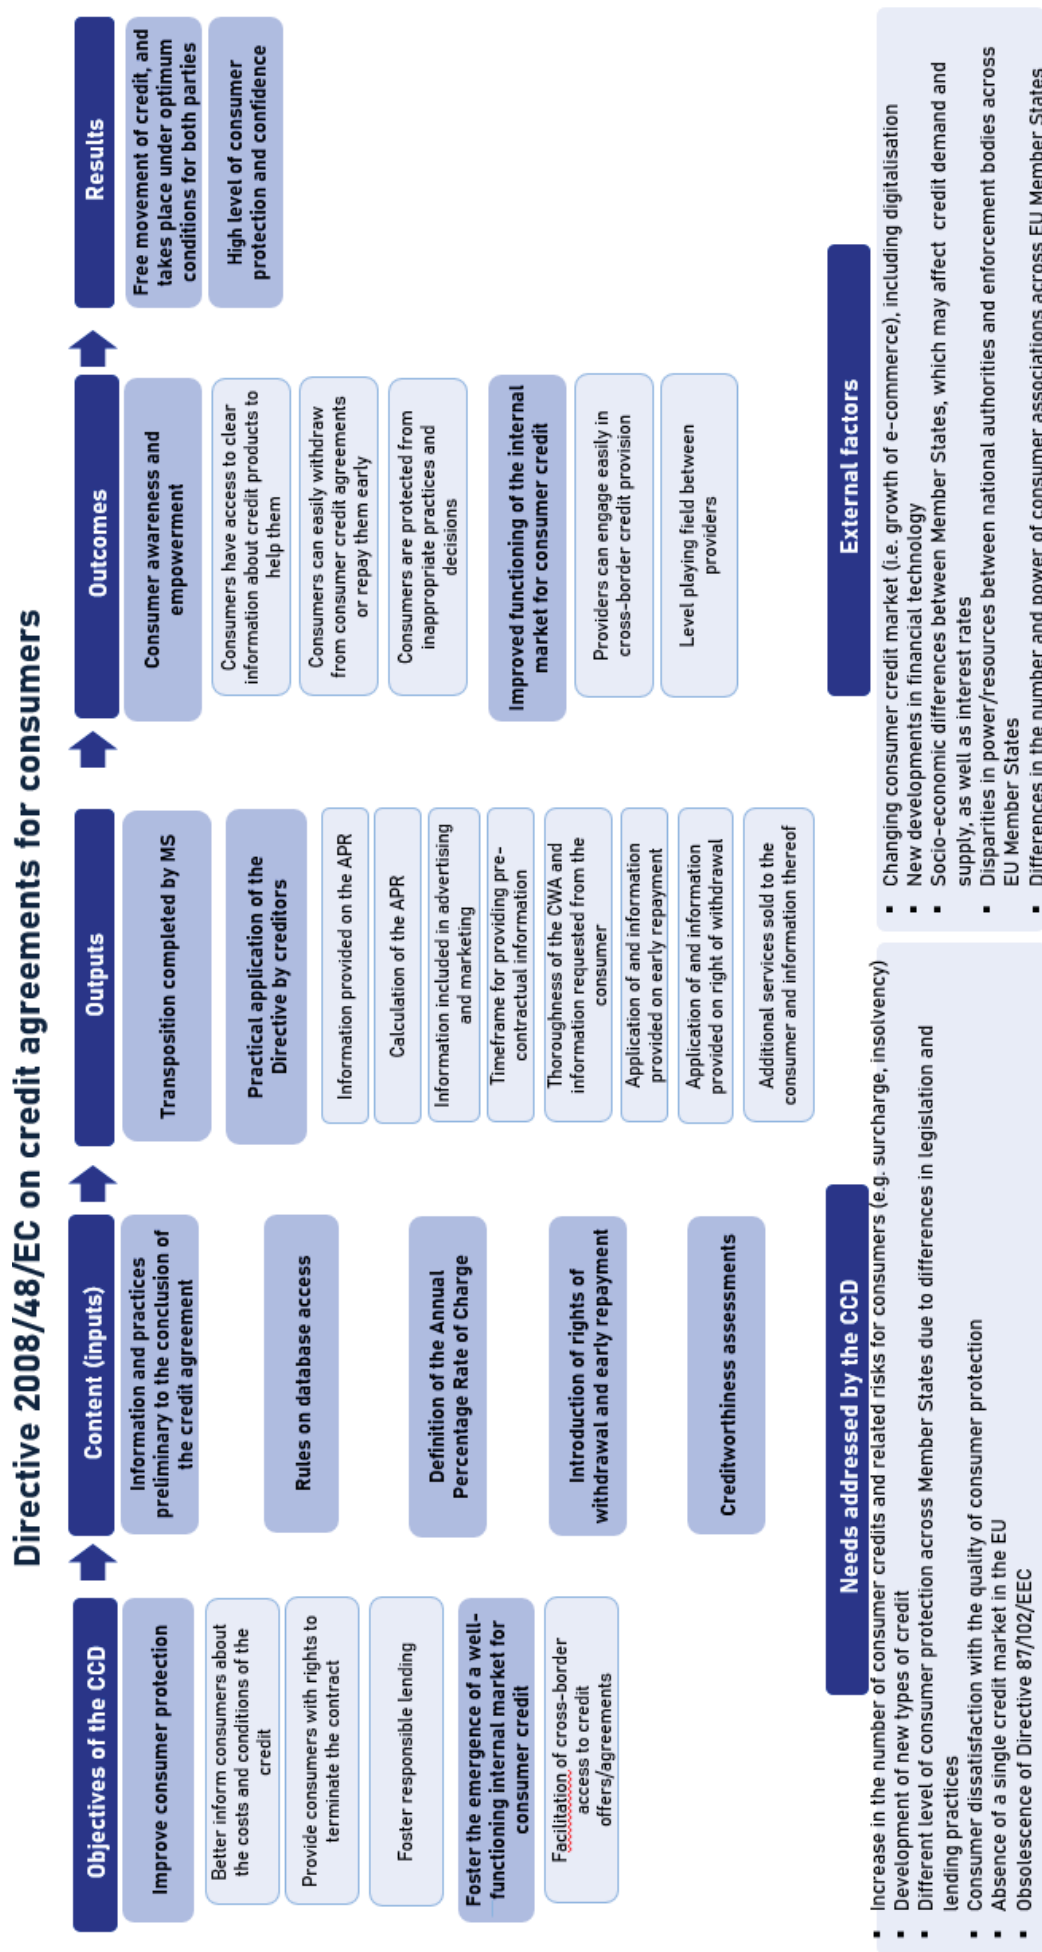 Directive 2008/48/EC on credit agreements for consumers
Objectives of the CCD
Improve consumer protection
Better inform consumers about
the costs and conditions of the
credit
Provide consumers with rights to
terminate the contract
Foster responsible lending
Foster the emergence of a well-
functioning internal market for
consumer credit
Facilitation of cross-border
access to credit
offers/agreements
Content (inputs)
Information and practices
preliminary to the conclusion of
the credit agreement
Rules on database access
Definition of the Annual
Percentage Rate of Charge
Introduction of rights of
withdrawal and early repayment
Creditworthiness assessments
Outputs
Transposition completed by MS
Practical application of the
Directive by creditors
Information provided on the APR
Calculation of the APR
Information included in advertising
and marketing
Timeframe for providing pre-
contractual information
Thoroughness of the CWA and
information requested from the
consumer
Application of and information
provided on early repayment
Application of and information
provided on right of withdrawal
Additional services sold to the
consumer and information thereof
Outcomes
Consumer awareness and
empowerment
Consumers have access to clear
information about credit products to
help them
Consumers can easily withdraw
from consumer credit agreements
or repay them early
Consumers are protected from
inappropriate practices and
decisions
Improved functioning of the internal
market for consumer credit
Providers can engage easily in
cross-border credit provision
Level playing field between
providers
Results
Free movement of credit, and
takes place under optimum
conditions for both parties
High level of consumer
protection and confidence
Needs addressed by the CCD
▪ Increase in the number of consumer credits and related risks for consumers (e.g. surcharge, insolvency)
▪ Development of new types of credit
▪ Different level of consumer protection across Member States due to differences in legislation and
lending practices
▪ Consumer dissatisfaction with the quality of consumer protection
▪ Absence of a single credit market in the EU
▪ Obsolescence of Directive 87/102/EEC
External factors
▪ Changing consumer credit market (i.e. growth of e-commerce), including digitalisation
▪ New developments in financial technology
▪ Socio-economic differences between Member States, which may affect credit demand and
supply, as well as interest rates
▪ Disparities in power/resources between national authorities and enforcement bodies across
EU Member States
▪ Differences in the number and power of consumer associations across EU Member States